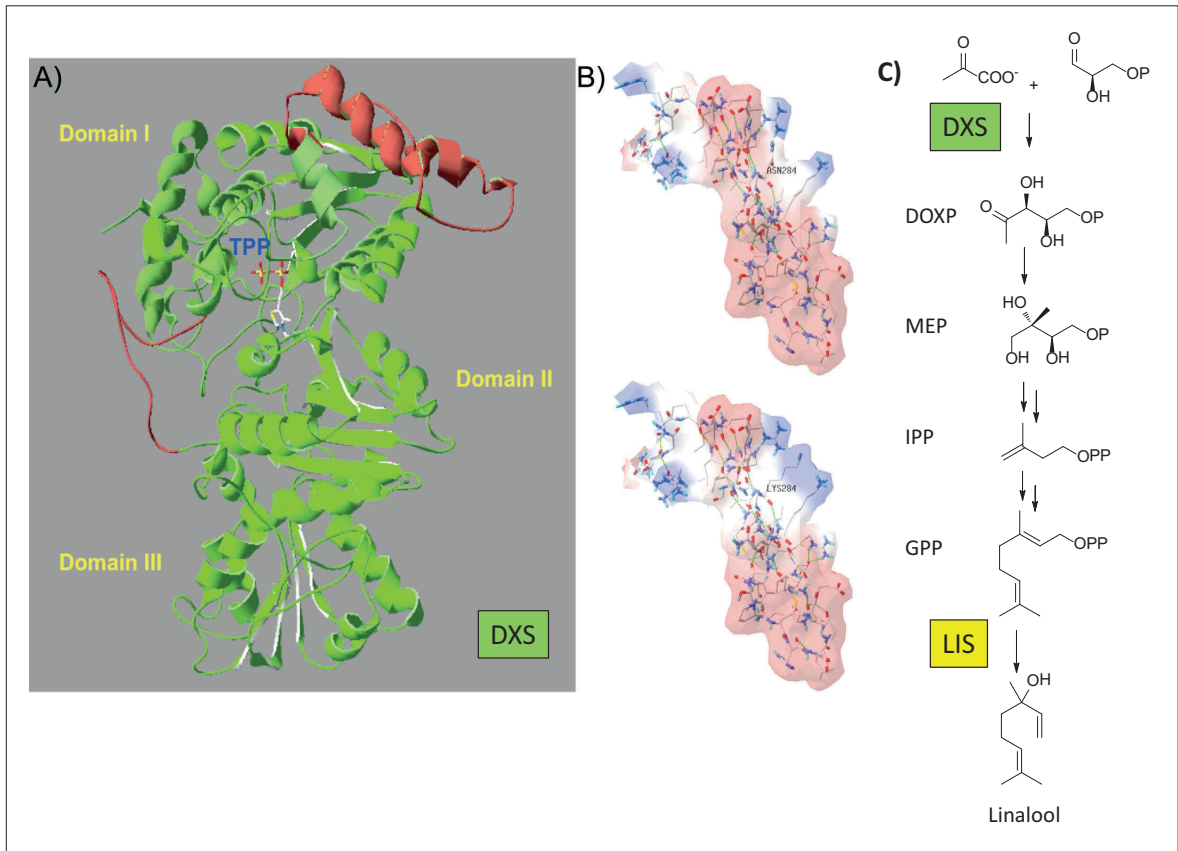 A)
Domain I
TPP
Domain II
Domain III
DXS
B)
ASN284
LYS284
C)
O
COO⁻
+
O
OP
OH
DXS
DOXP
OH
O
OP
OH
MEP
HO
OP
OH
OH
IPP
OPP
GPP
OPP
LIS
OH
Linalool